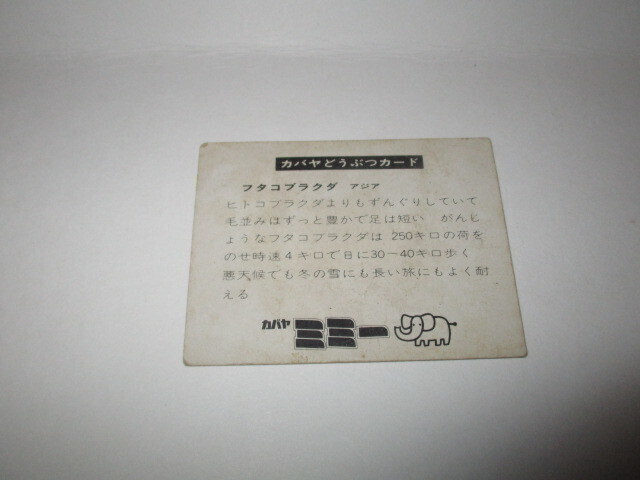 カバヤどうぶつカード
フタコブラクダ アジア
ヒトコブラクダよりもずんぐりしていて
毛並みはずっと豊かで足は短い がんじ
ょうなフタコブラクダは 250キロの荷を
のせ時速4キロで日に30−40キロ歩く
悪天候でも冬の雪にも長い旅にもよく耐
える
カバヤ ミミー